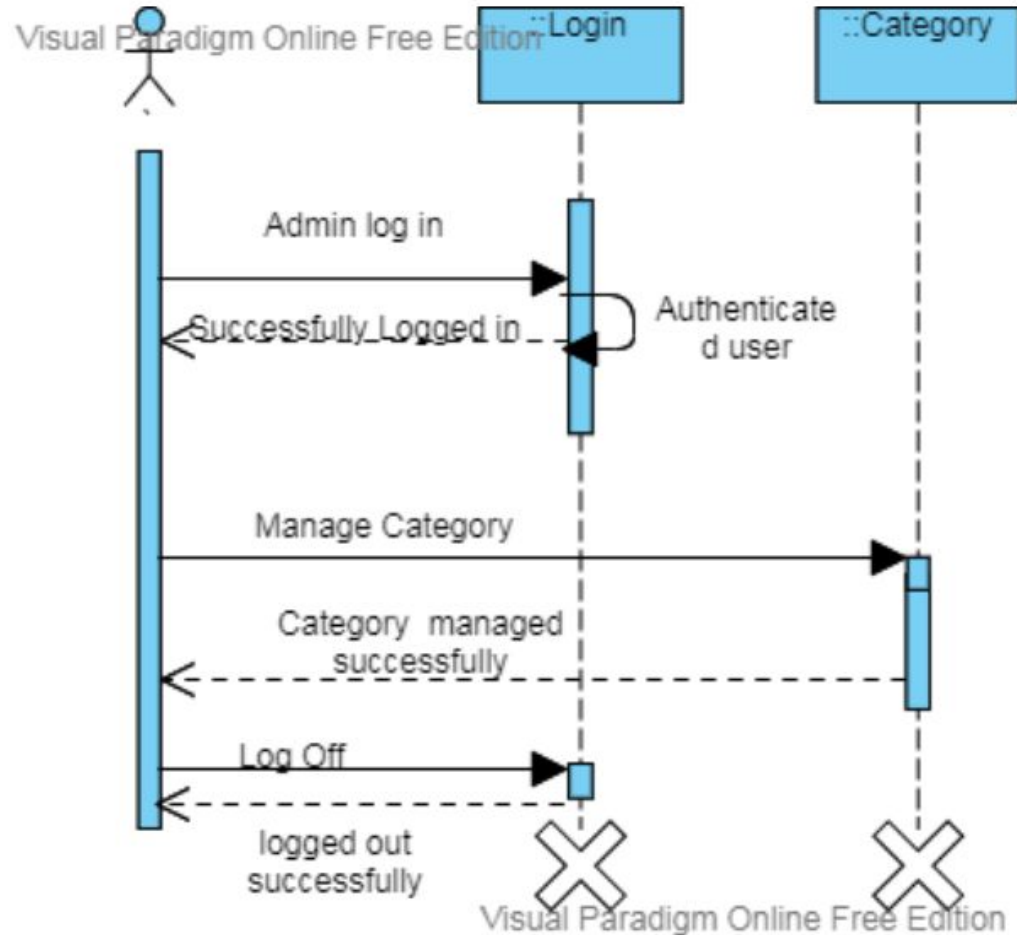 Visual Paradigm Online Free Edition
::Login
::Category
Admin log in
Successfully Logged in
Authenticate
d user
Manage Category
Category managed
successfully
Log Off
logged out
successfully
Visual Paradigm Online Free Edition